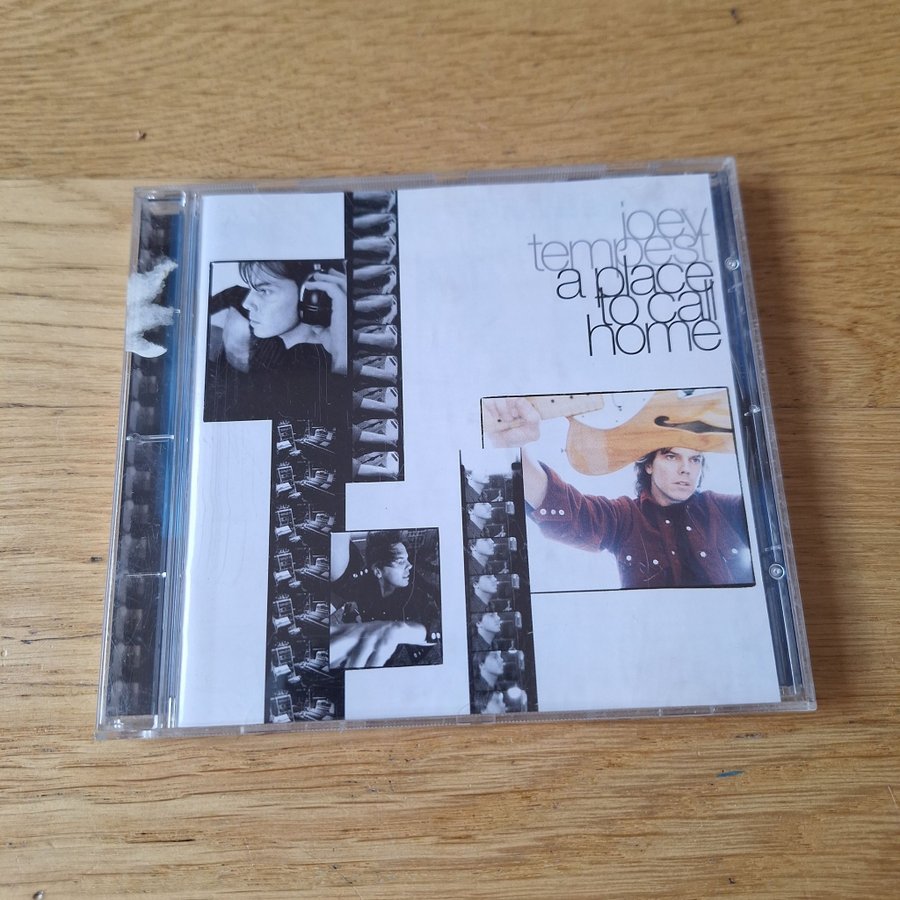 joey
tempest
a place
to call
home